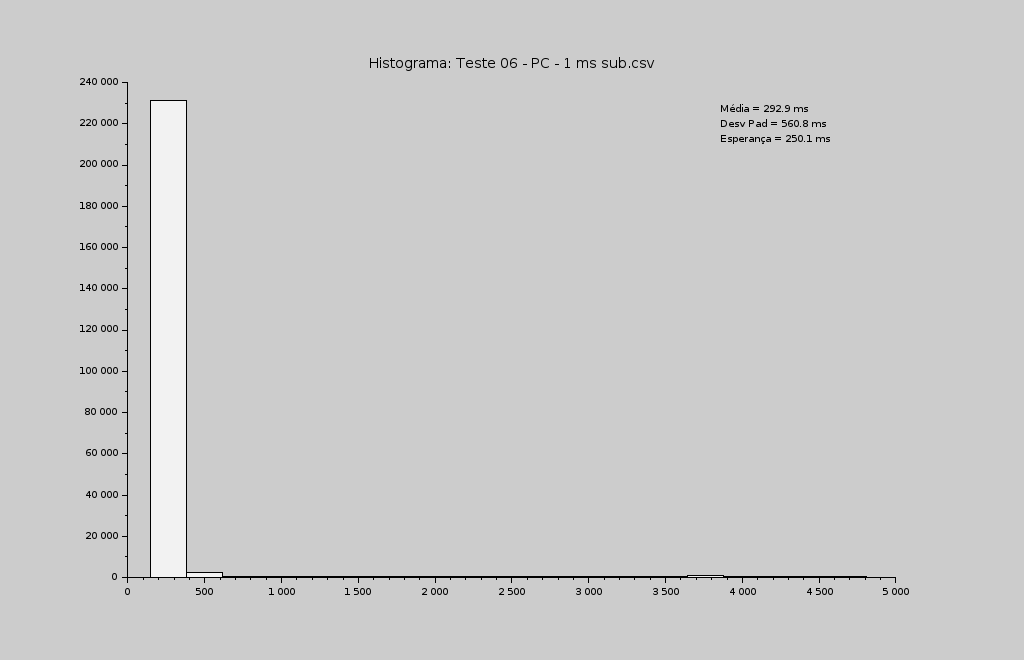 Histograma: Teste 06 - PC - 1 ms sub.csv
240 000
220 000
200 000
180 000
160 000
140 000
120 000
100 000
80 000
60 000
40 000
20 000
0
Média = 292.9 ms
Desv Pad = 560.8 ms
Esperança = 250.1 ms
0 500 1 000 1 500 2 000 2 500 3 000 3 500 4 000 4 500 5 000